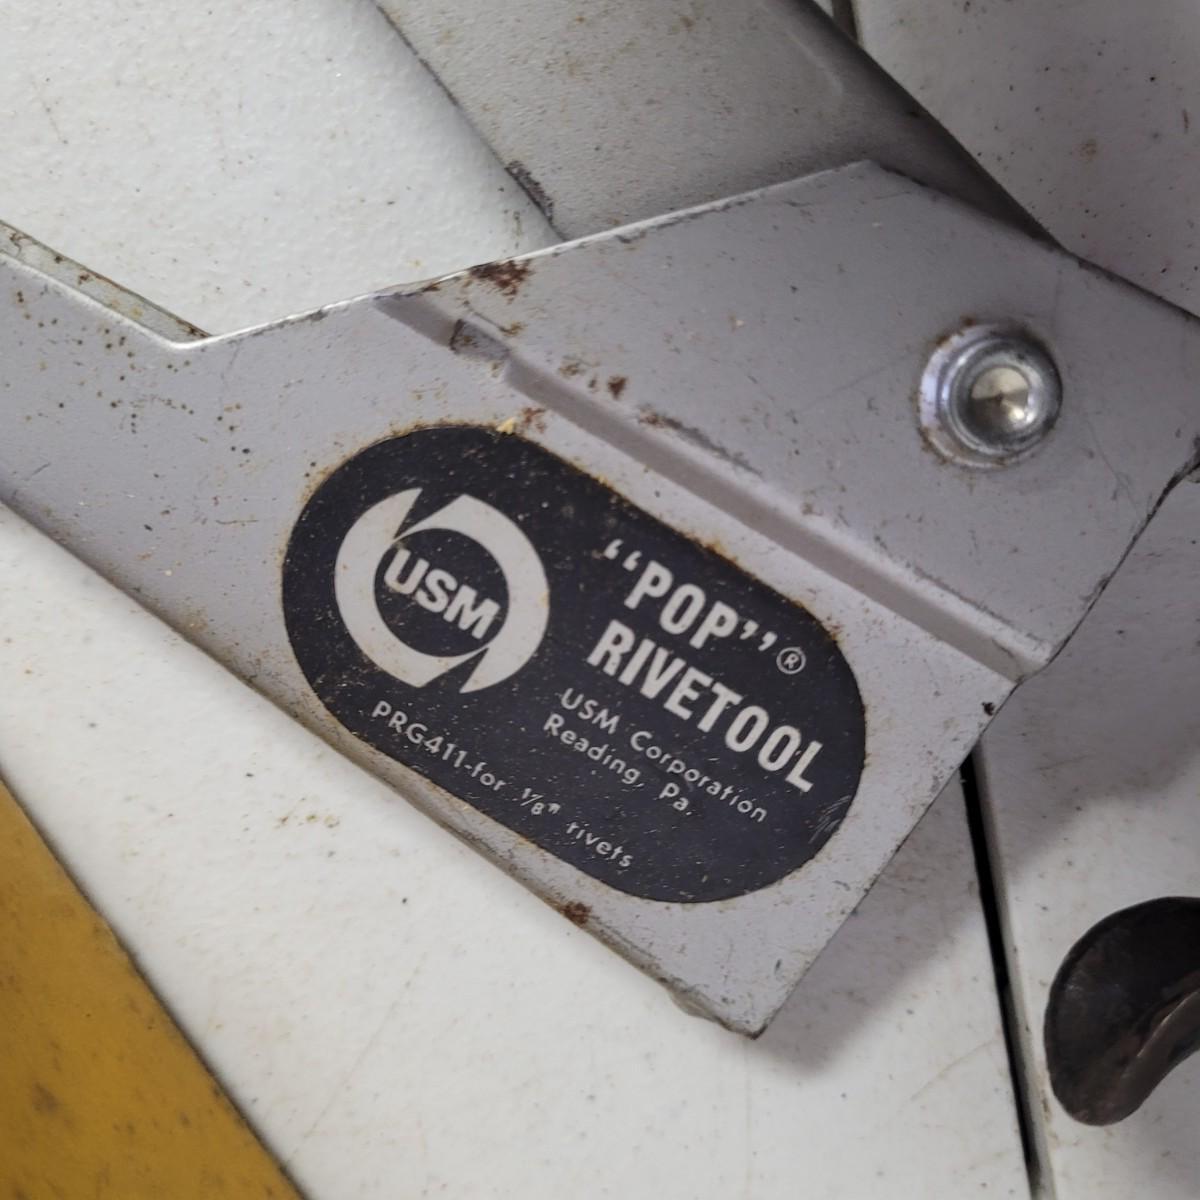 USM
“POP”®
RIVETOOL
USM Corporation
Reading, Pa.
PRG411-for 1/8" rivets